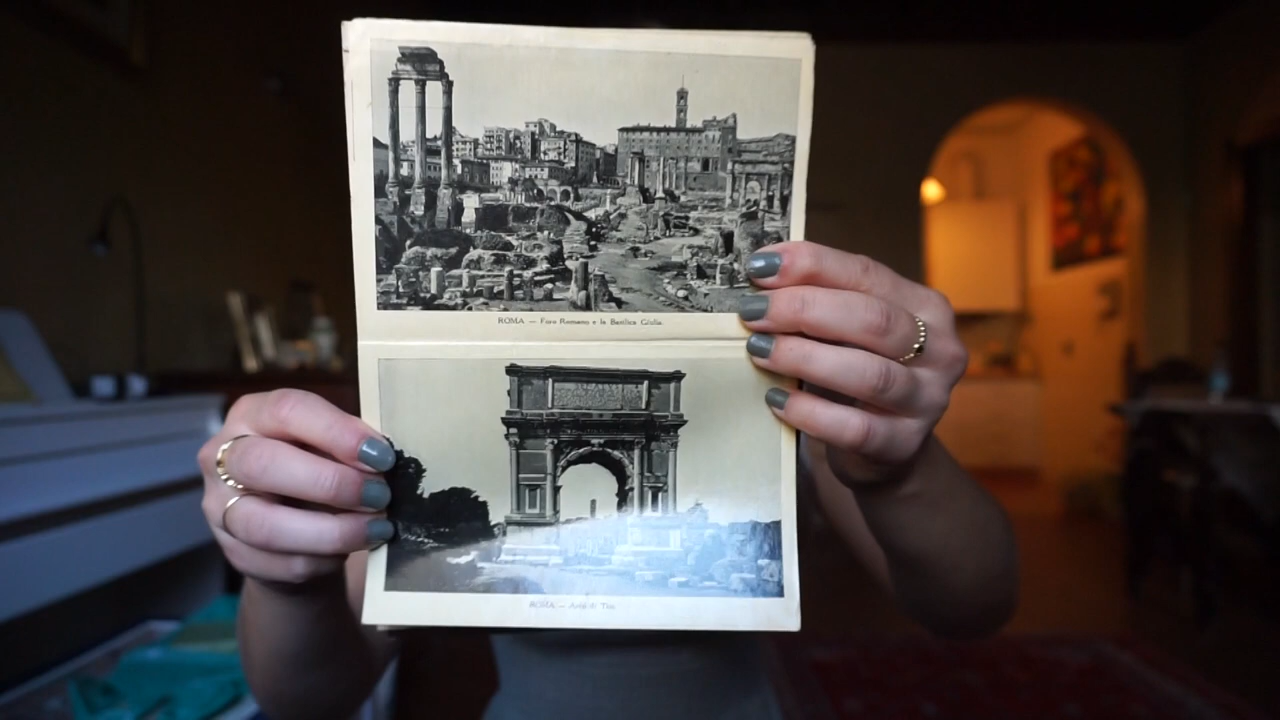 ROMA — Foro Romano e la Basilica Giulia.
ROMA — Arco di Tito.